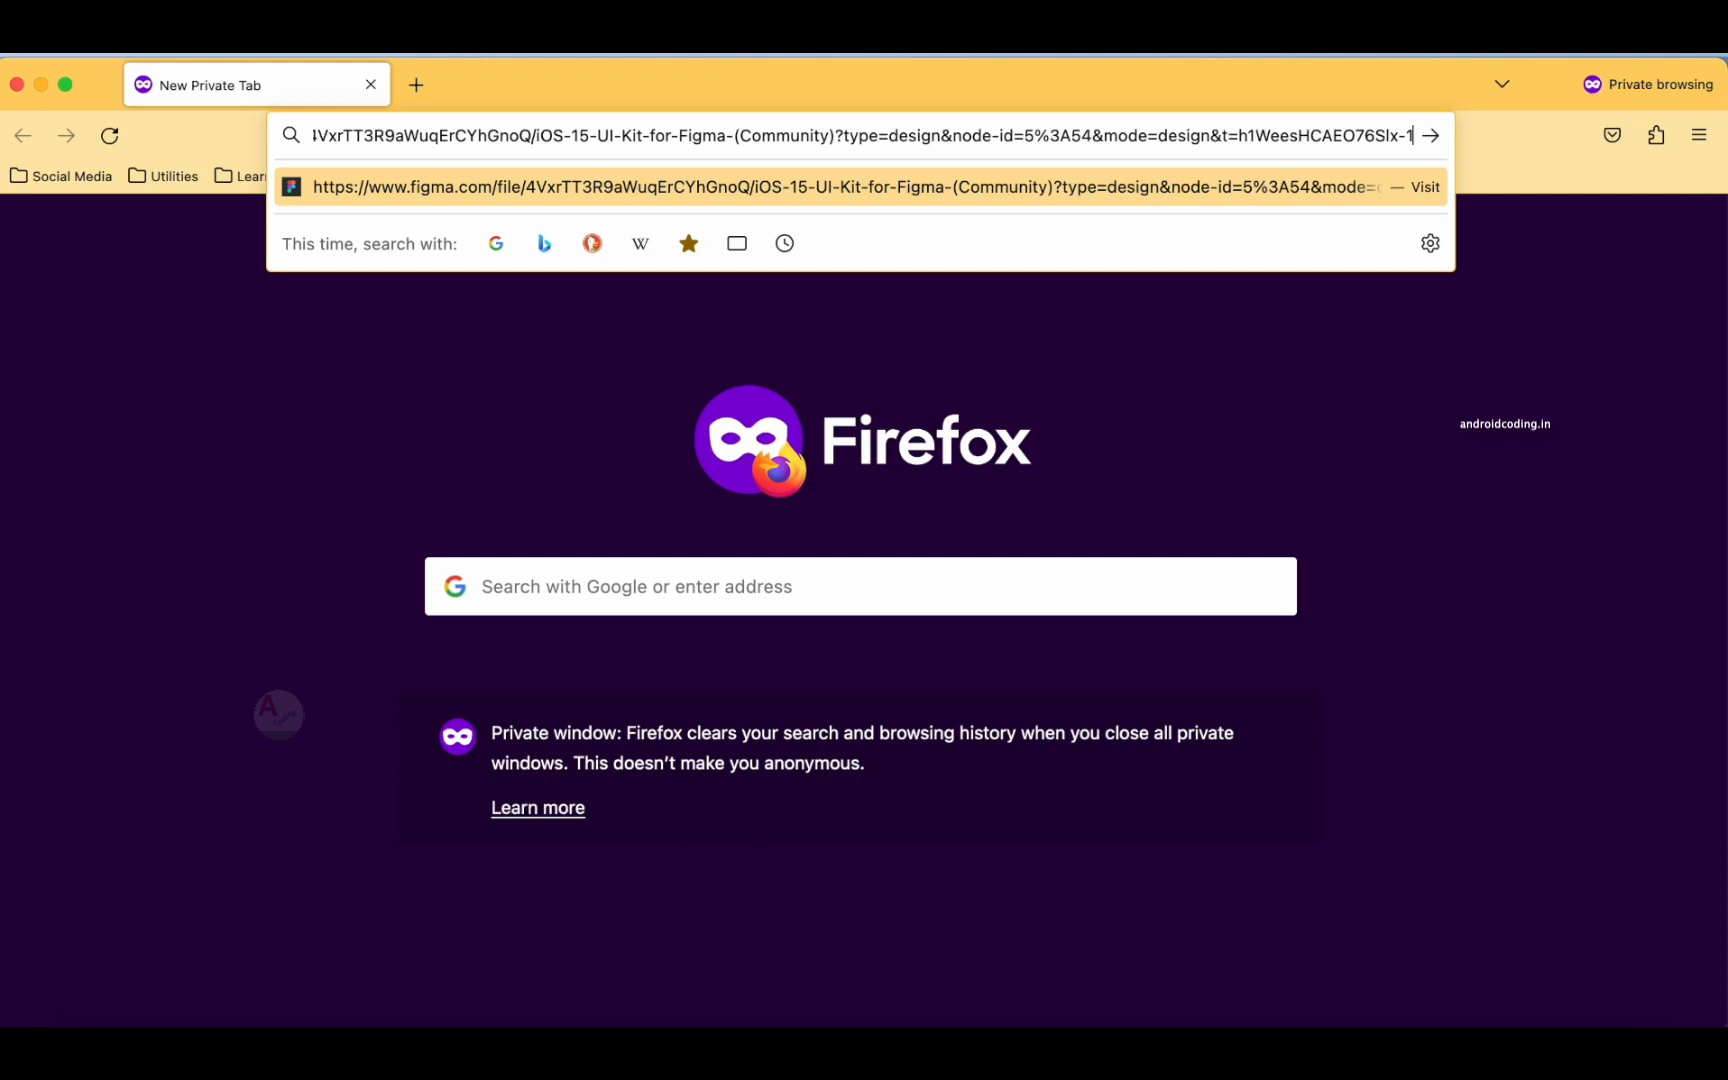 New Private Tab
Private browsing
4VxrTT3R9aWuqErCYhGnoQ/iOS-15-UI-Kit-for-Figma-(Community)?type=design&node-id=5%3A54&mode=design&t=h1WeesHCAEO76Slx-1
Social Media Utilities Lear
https://www.figma.com/file/4VxrTT3R9aWuqErCYhGnoQ/iOS-15-UI-Kit-for-Figma-(Community)?type=design&node-id=5%3A54&mode= — Visit
This time, search with:
Firefox
androidcoding.in
Search with Google or enter address
Private window: Firefox clears your search and browsing history when you close all private
windows. This doesn't make you anonymous.
Learn more